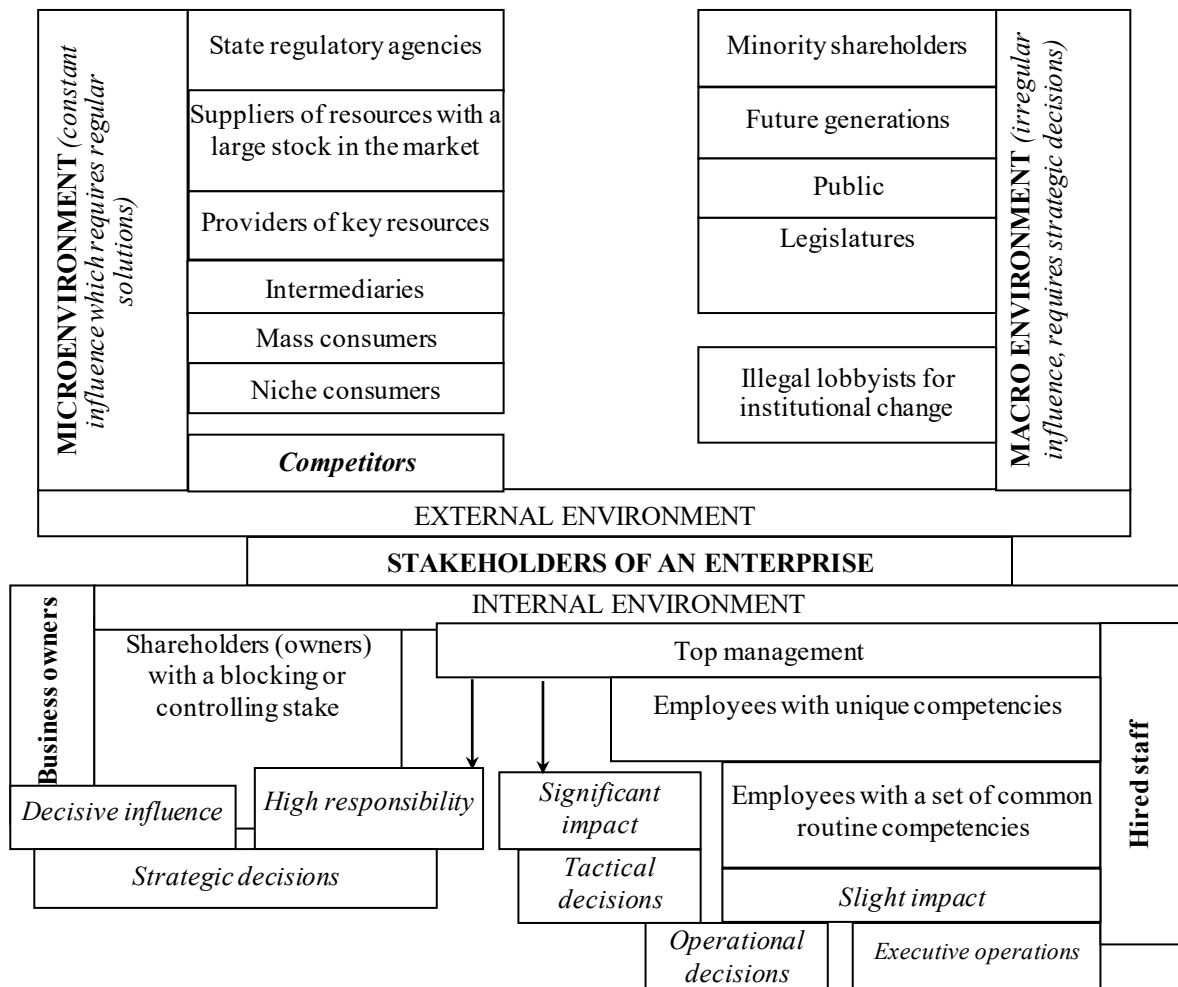 MICROENVIRONMENT (constant
influence which requires regular
solutions)
State regulatory agencies
Suppliers of resources with a
large stock in the market
Providers of key resources
Intermediaries
Mass consumers
Niche consumers
Competitors
Minority shareholders
Future generations
Public
Legislatures
Illegal lobbyists for
institutional change
MACRO ENVIRONMENT (irregular
influence, requires strategic decisions)
EXTERNAL ENVIRONMENT
STAKEHOLDERS OF AN ENTERPRISE
INTERNAL ENVIRONMENT
Business owners
Shareholders (owners)
with a blocking or
controlling stake
Decisive influence
High responsibility
Strategic decisions
Top management
Employees with unique competencies
Significant
impact
Employees with a set of common
routine competencies
Tactical
decisions
Slight impact
Operational
decisions
Executive operations
Hired staff